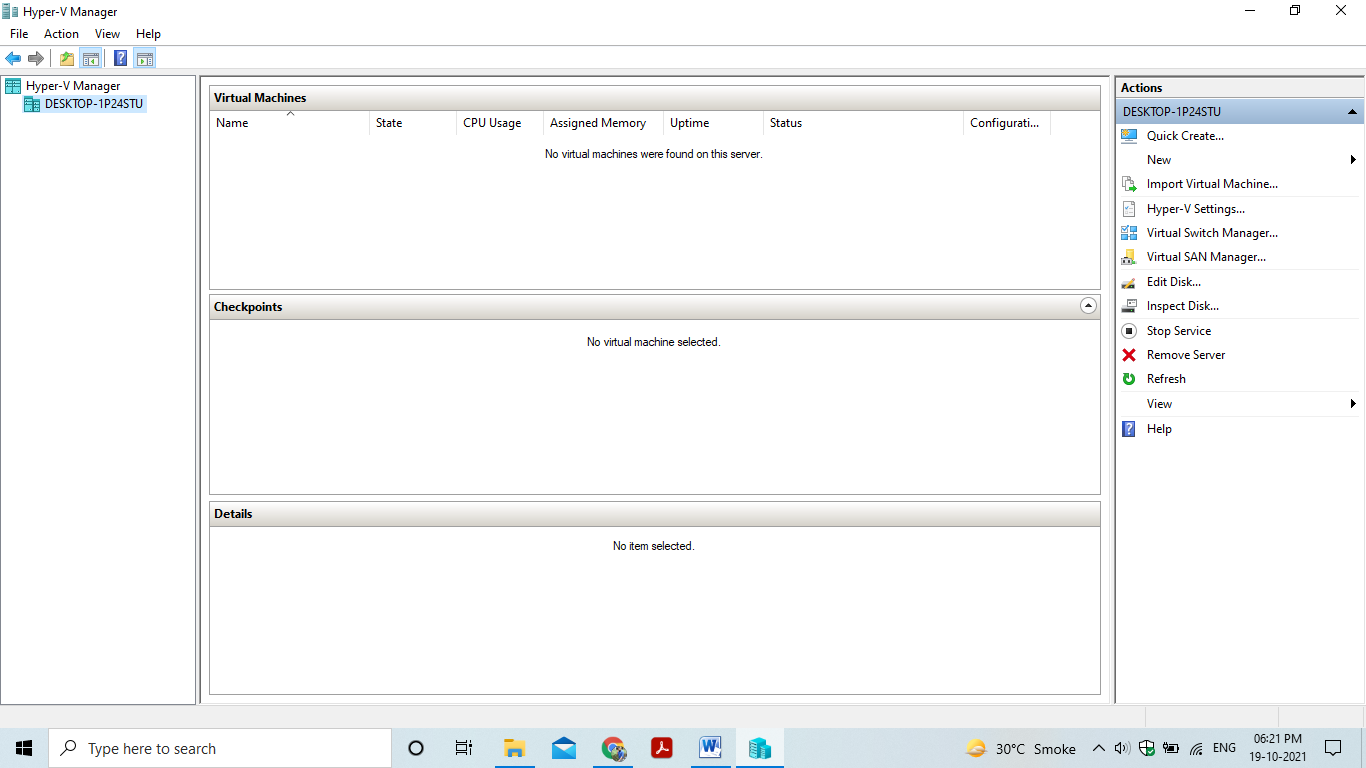 Hyper-V Manager
File Action View Help
Hyper-V Manager
DESKTOP-1P24STU
Virtual Machines
Name State CPU Usage Assigned Memory Uptime Status Configurati...
No virtual machines were found on this server.
Checkpoints
No virtual machine selected.
Details
No item selected.
Actions
DESKTOP-1P24STU
Quick Create...
New
Import Virtual Machine...
Hyper-V Settings...
Virtual Switch Manager...
Virtual SAN Manager...
Edit Disk...
Inspect Disk...
Stop Service
Remove Server
Refresh
View
Help
Type here to search
30°C Smoke
ENG
06:21 PM
19-10-2021